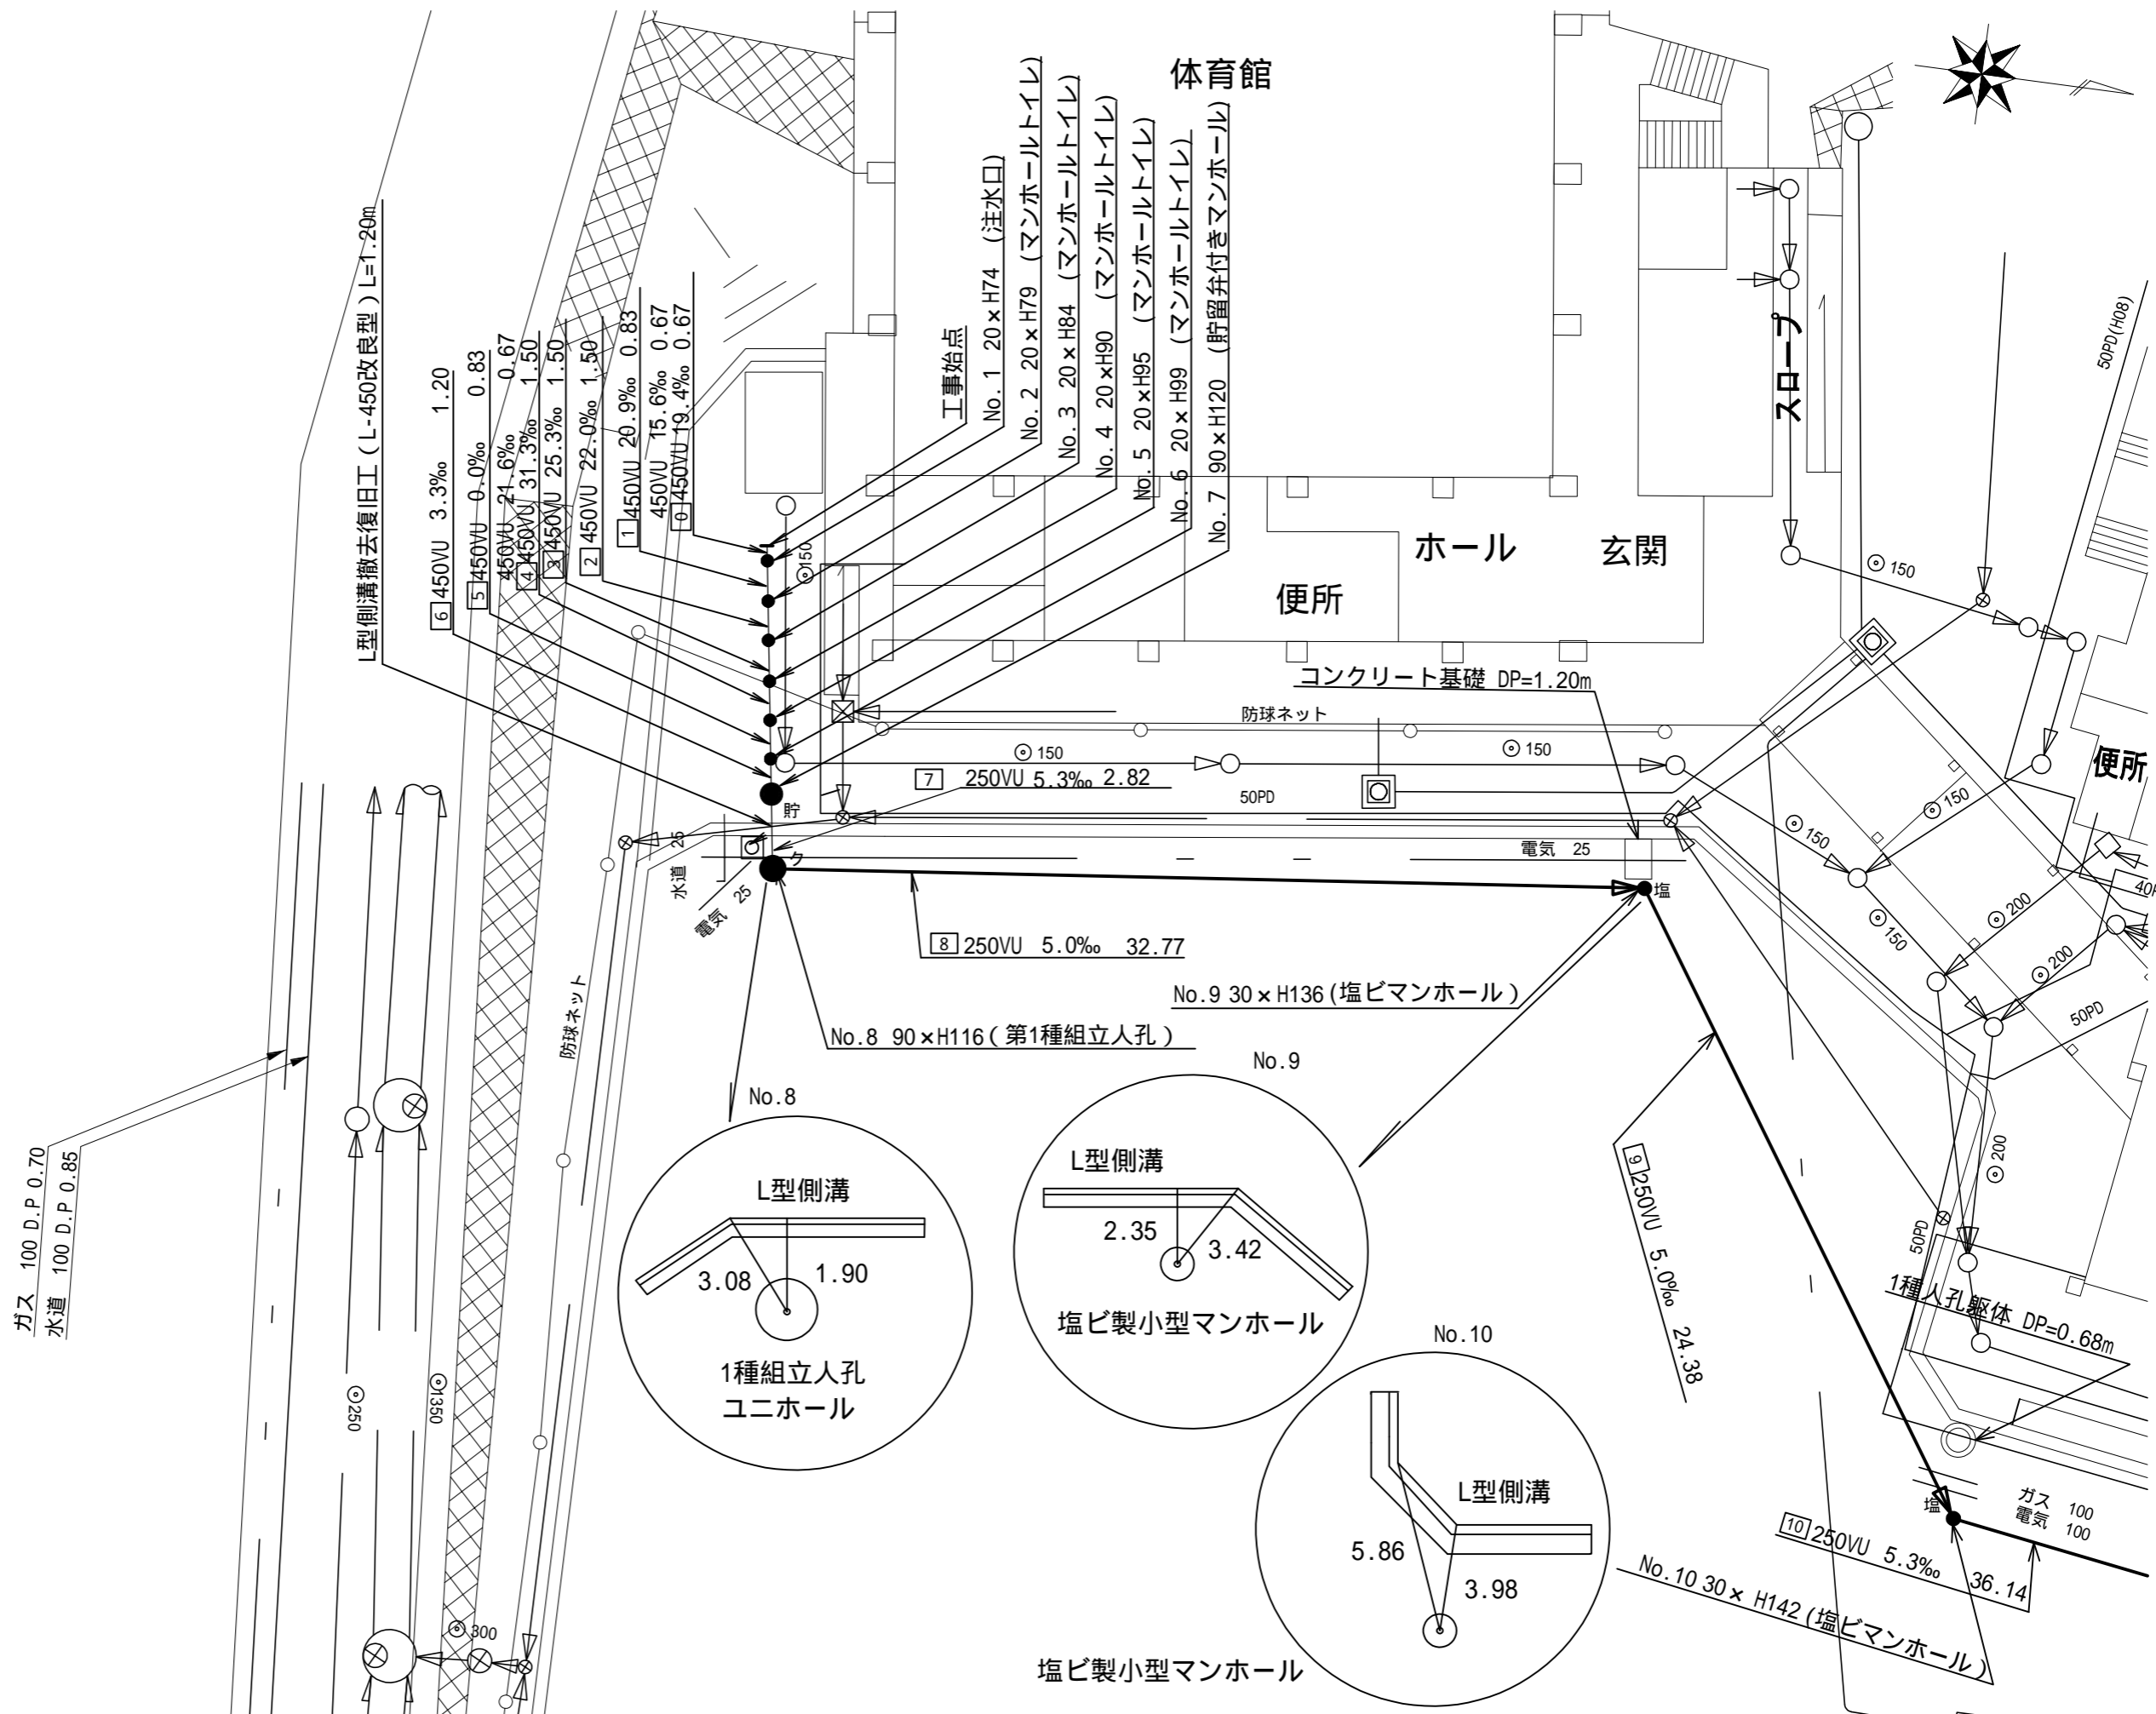 体育館
スロープ
50PD(H08)
工事始点
No.1 20×H74 (注水口)
No.2 20×H79 (マンホールトイレ)
No.3 20×H84 (マンホールトイレ)
No.4 20×H90 (マンホールトイレ)
No.5 20×H95 (マンホールトイレ)
No.6 20×H99 (マンホールトイレ)
No.7 90×H120 (貯留弁付きマンホール)
L型側溝撤去復旧工(L-450改良型)L=1.20m
6 450VU 3.3‰ 1.20
5 450VU 0.0‰ 0.83
450VU 21.6‰ 0.67
4 450VU 31.3‰ 1.50
3 450VU 25.3‰ 1.50
2 450VU 22.0‰ 1.50
1 450VU 20.9‰ 0.83
450VU 15.6‰ 0.67
0 450VU 19.4‰ 0.67
150
ホール
玄関
便所
150
コンクリート基礎 DP=1.20m
防球ネット
150
150
便所
7 250VU 5.3‰ 2.82
50PD
貯
150
150
水道 25
電気 25
ク
電気 25
塩
150
200
200
50PD
8 250VU 5.0‰ 32.77
No.9 30×H136(塩ビマンホール)
No.8 90×H116(第1種組立人孔)
防球ネット
ガス 100 D.P 0.70
水道 100 D.P 0.85
No.8
L型側溝
3.08
1.90
1種組立人孔
ユニホール
No.9
L型側溝
2.35
3.42
塩ビ製小型マンホール
9 250VU 5.0‰ 24.38
200
50PD
1種人孔躯体 DP=0.68m
No.10
L型側溝
5.86
3.98
塩ビ製小型マンホール
250
1350
300
塩
ガス 100
電気 100
10 250VU 5.3‰ 36.14
No.10 30× H142(塩ビマンホール)